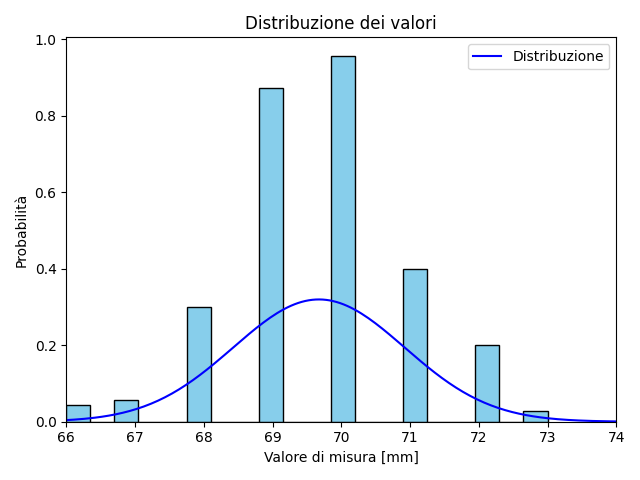 Distribuzione dei valori
Distribuzione
1.0
0.8
0.6
0.4
0.2
0.0
Probabilità
66 67 68 69 70 71 72 73 74
Valore di misura [mm]